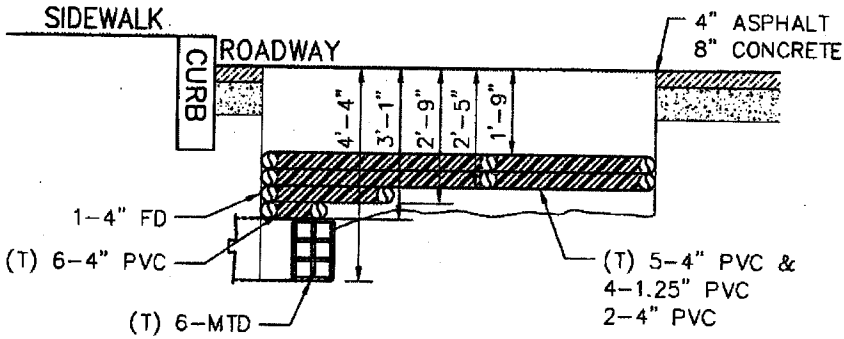 SIDEWALK
ROADWAY
CURB
4" ASPHALT
8" CONCRETE
4'-4"
3'-1"
2'-9"
2'-5"
1'-9"
1-4" FD
(T) 6-4" PVC
(T) 6-MTD
(T) 5-4" PVC &
4-1.25" PVC
2-4" PVC